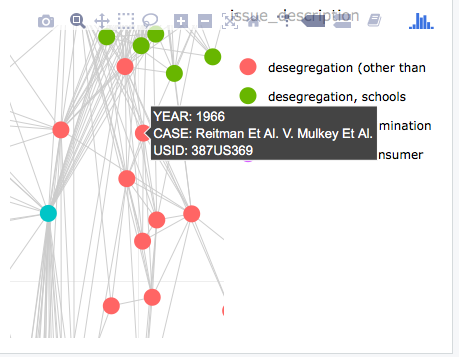 issue_description
desegregation (other than
desegregation, schools
YEAR: 1966
CASE: Reitman Et Al. V. Mulkey Et Al.
USID: 387US369
mination
nsumer